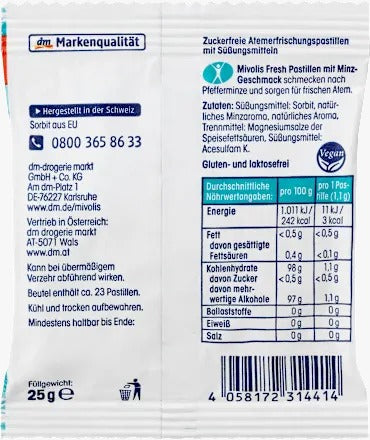 dm Markenqualität
Hergestellt in der Schweiz
Sorbit aus EU
0800 365 86 33
dm-drogerie markt
GmbH + Co. KG
Am dm-Platz 1
DE-76227 Karlsruhe
www.dm.de/mivolis
Vertrieb in Österreich:
dm drogerie markt
AT-5071 Wals
www.dm.at
Kann bei übermäßigem
Verzehr abführend wirken.
Beutel enthält ca. 23 Pastillen.
Kühl und trocken aufbewahren.
Mindestens haltbar bis Ende:
Füllgewicht:
25 g e
Zuckerfreie Atemerfrischungspastillen
mit Süßungsmitteln
Mivolis Fresh Pastillen mit Minz-
Geschmack schmecken nach
Pfefferminze und sorgen für frischen Atem.
Zutaten: Süßungsmittel: Sorbit, natür-
liches Minzaroma, natürliches Aroma,
Trennmittel: Magnesiumsalze der
Speisefettsäuren, Süßungsmittel:
Acesulfam K.
Vegan
Gluten- und laktosefrei
Durchschnittliche Nährwertangaben: pro 100 g pro 1 Pas-
tille (1,1 g)
Energie 1.011 kJ/ 11 kJ/
242 kcal 3 kcal
Fett <0,5 g <0,5 g
davon gesättigte
Fettsäuren 0,4 g <0,1 g
Kohlenhydrate 98 g 1,1 g
davon Zucker <0,5 g <0,5 g
davon mehr-
wertige Alkohole 97 g 1,1 g
Ballaststoffe 0 g 0 g
Eiweiß 0 g 0 g
Salz 0 g 0 g
4 058172 314414